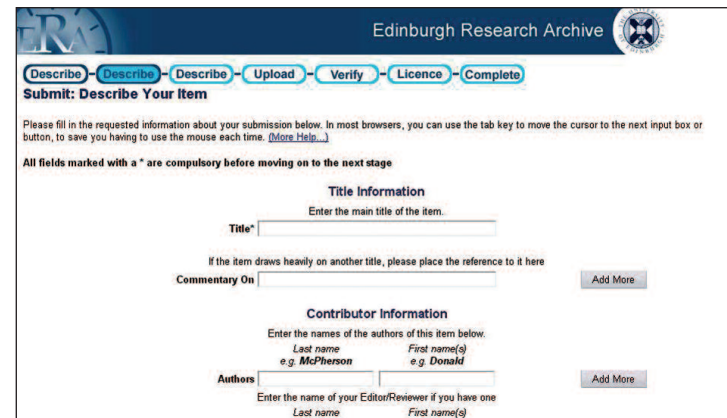 ERA
Edinburgh Research Archive
Describe Describe Describe Upload Verify Licence Complete
Submit: Describe Your Item
Please fill in the requested information about your submission below. In most browsers, you can use the tab key to move the cursor to the next input box or
button, to save you having to use the mouse each time. (More Help...)
All fields marked with a * are compulsory before moving on to the next stage
Title Information
Enter the main title of the item.
Title*
If the item draws heavily on another title, please place the reference to it here
Commentary On Add More
Contributor Information
Enter the names of the authors of this item below.
Last name First name(s)
e.g. McPherson e.g. Donald
Authors Add More
Enter the name of your Editor/Reviewer if you have one
Last name First name(s)